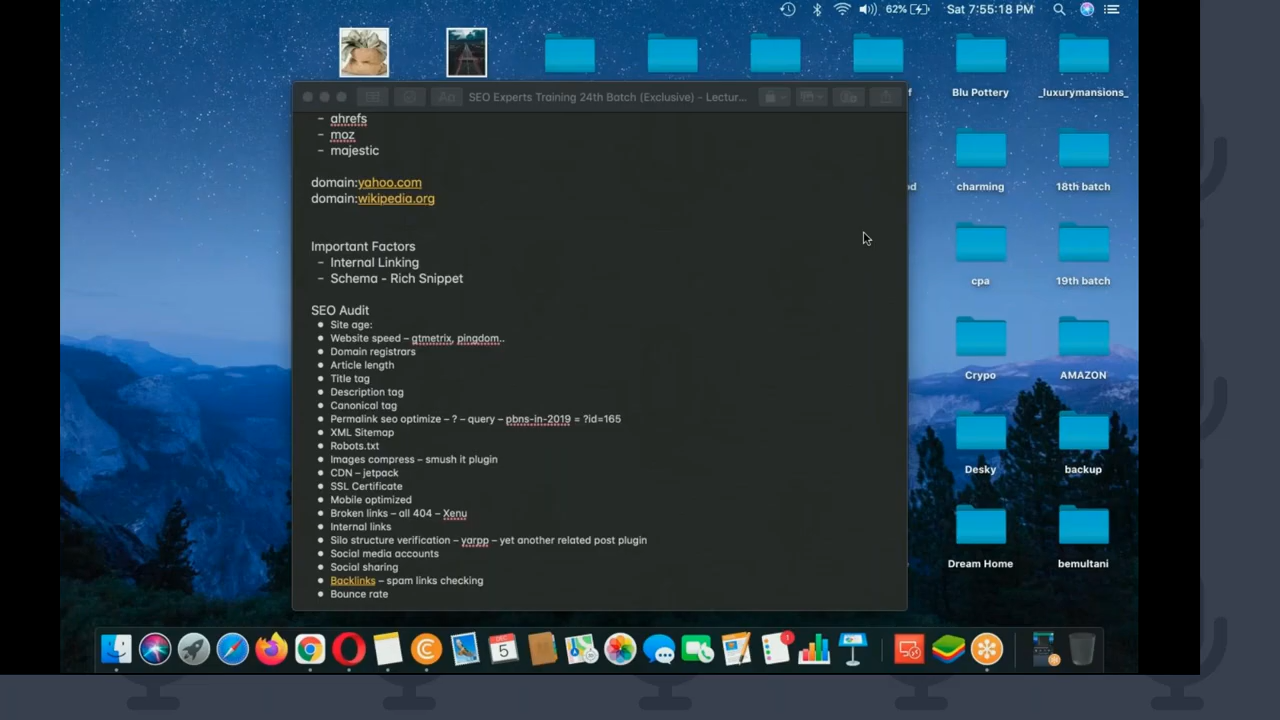 62%
Sat 7:55:18 PM
SEO Experts Training 24th Batch (Exclusive) - Lectur...
Blu Pottery
_luxurymansions_
– ahrefs
– moz
– majestic
domain:yahoo.com
domain:wikipedia.org
charming
18th batch
Important Factors
– Internal Linking
– Schema - Rich Snippet
cpa
19th batch
SEO Audit
● Site age:
● Website speed – gtmetrix, pingdom..
● Domain registrars
● Article length
● Title tag
● Description tag
● Canonical tag
● Permalink seo optimize – ? – query – pbns-in-2019 = ?id=165
● XML Sitemap
● Robots.txt
● Images compress – smush it plugin
● CDN – jetpack
● SSL Certificate
● Mobile optimized
● Broken links – all 404 – Xenu
● Internal links
● Silo structure verification – yarpp – yet another related post plugin
● Social media accounts
● Social sharing
● Backlinks – spam links checking
● Bounce rate
Crypo
AMAZON
Desky
backup
Dream Home
bemultani
DEC
5
1